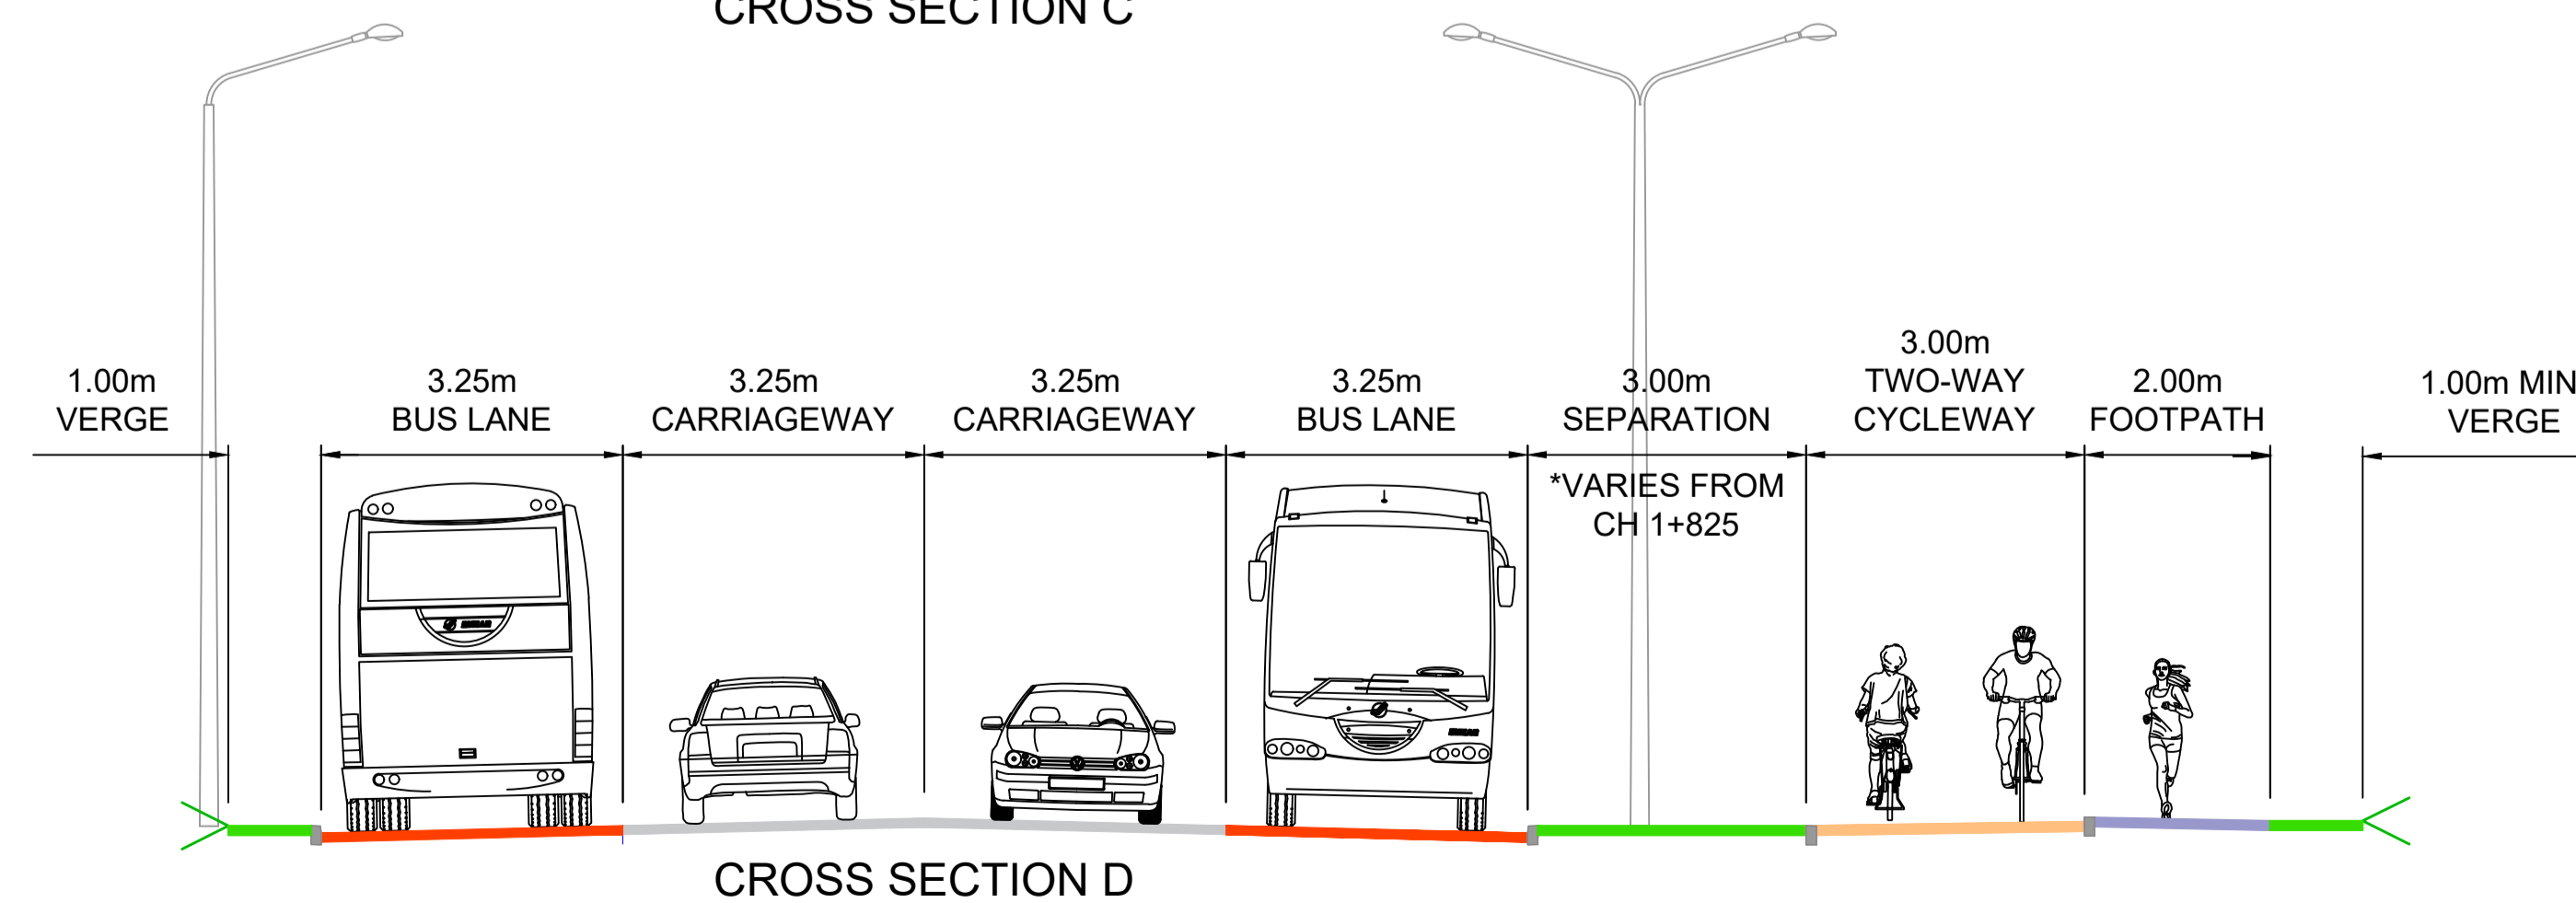 CROSS SECTION C
1.00m
VERGE
3.25m
BUS LANE
3.25m
CARRIAGEWAY
3.25m
CARRIAGEWAY
3.25m
BUS LANE
3.00m
SEPARATION
*VARIES FROM
CH 1+825
3.00m
TWO-WAY
CYCLEWAY
2.00m
FOOTPATH
1.00m MIN
VERGE
CROSS SECTION D